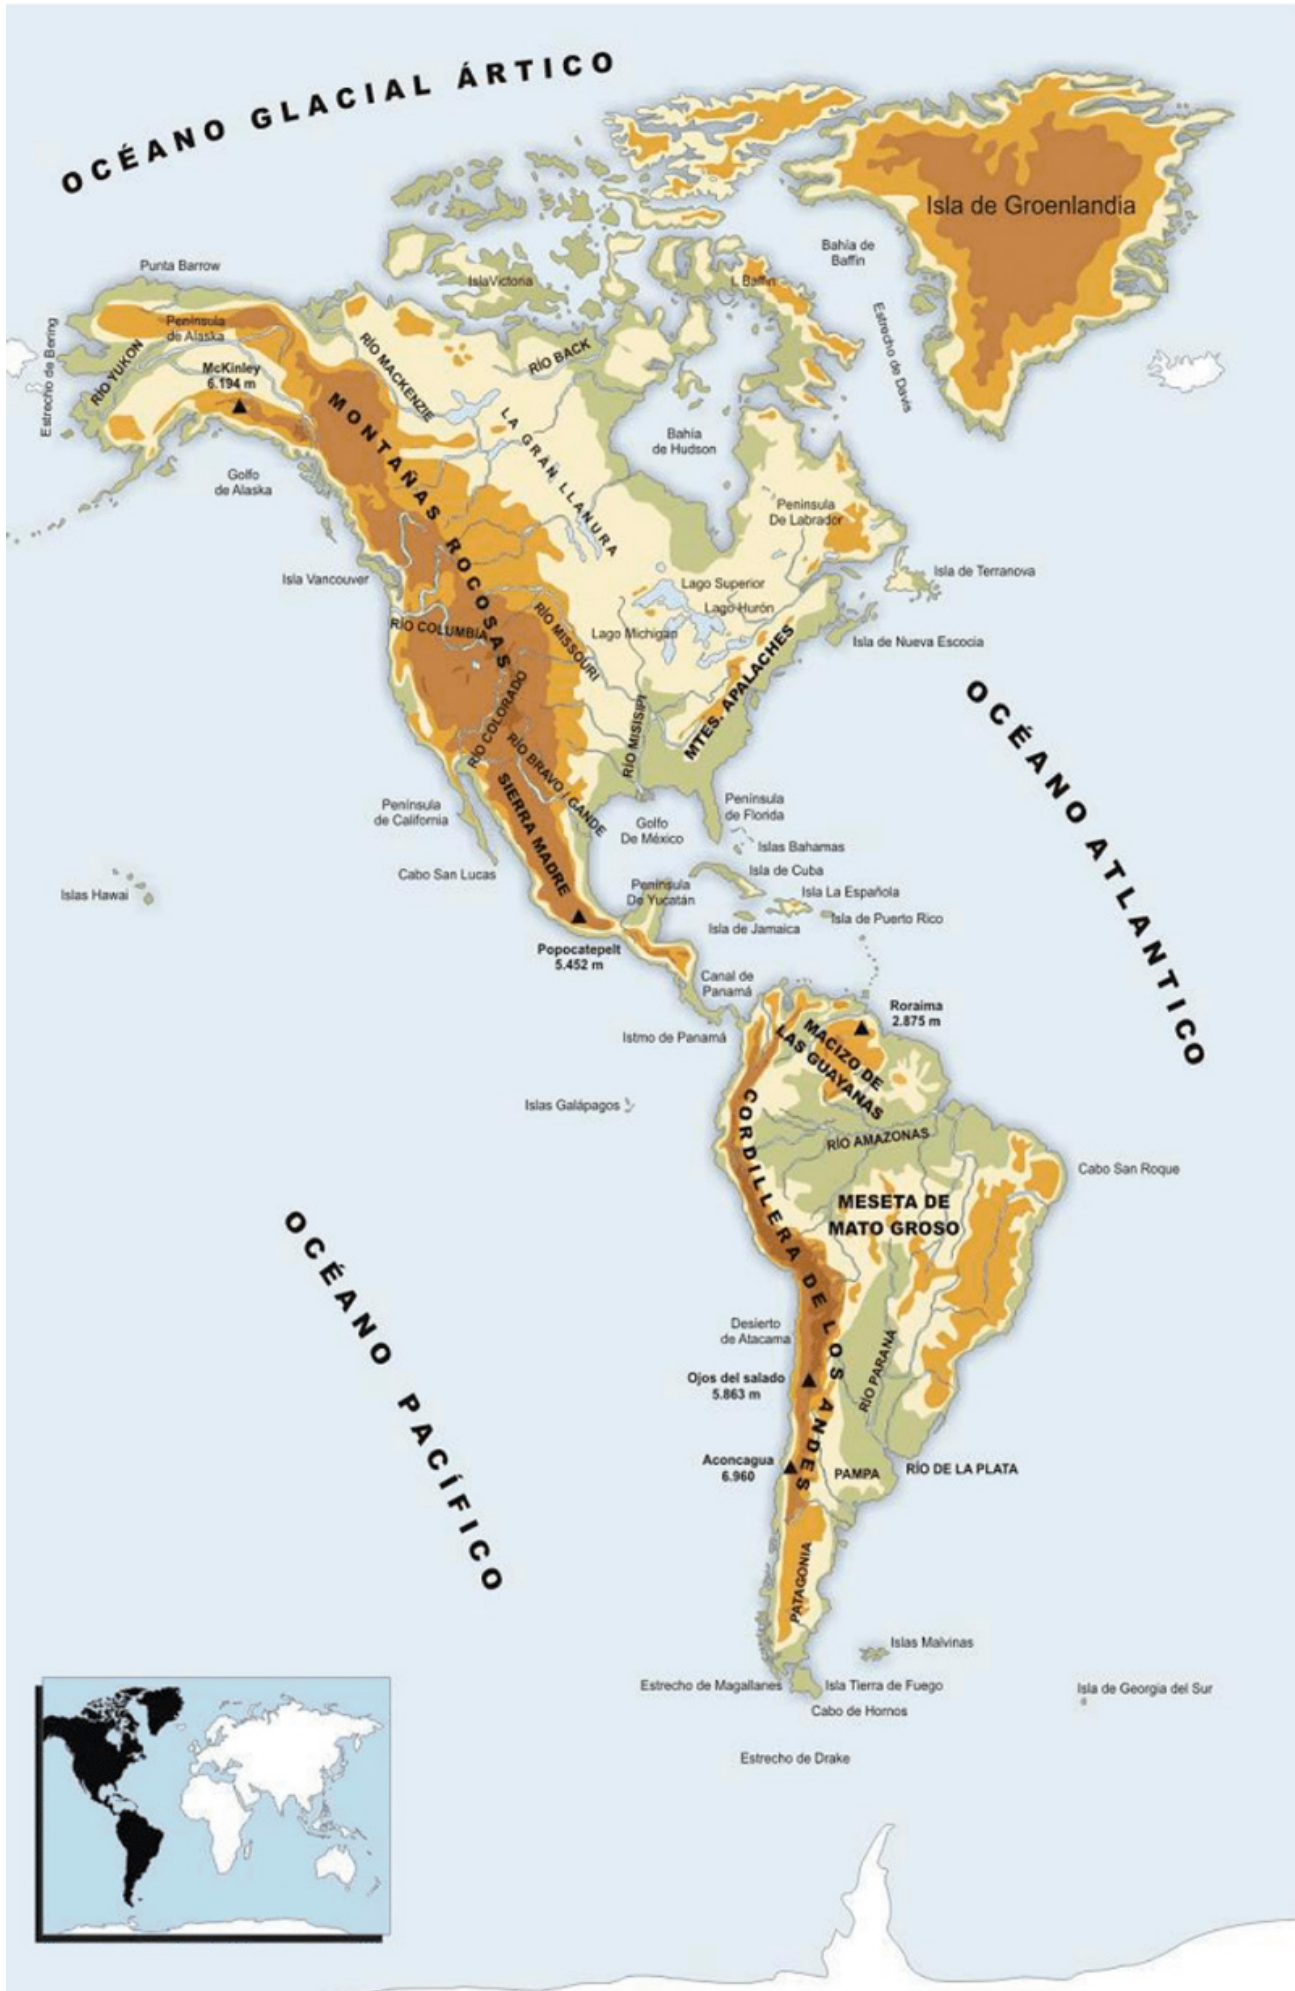 OCÉANO GLACIAL ÁRTICO
Isla de Groenlandia
Bahía de
Baffin
Punta Barrow
IslaVictoria
I. Baffin
Estrecho de Bering
Península
de Alaska
RÍO YUKON
McKinley
6.194 m
RÍO MACKENZIE
RÍO BACK
Estrecho de Davis
MONTAÑAS ROCOSAS
LA GRAN LLANURA
Bahía
de Hudson
Golfo
de Alaska
Península
De Labrador
Isla Vancouver
Isla de Terranova
Lago Superior
Lago Hurón
Lago Michigan
RÍO COLUMBIA
RÍO MISSOURI
Isla de Nueva Escocia
MTES. APALACHES
OCÉANO ATLANTICO
RÍO COLORADO
RÍO MISISIPI
RÍO BRAVO / GANDE
SIERRA MADRE
Península
de California
Golfo
De México
Península
de Florida
Islas Bahamas
Cabo San Lucas
Isla de Cuba
Islas Hawai
Península
De Yucatán
Isla La Española
Isla de Puerto Rico
Isla de Jamaica
Popocatepelt
5.452 m
Canal de
Panamá
Istmo de Panamá
Roraima
2.875 m
MACIZO DE
LAS GUAYANAS
Islas Galápagos
CORDILLERA DE LOS ANDES
RÍO AMAZONAS
Cabo San Roque
MESETA DE
MATO GROSO
OCÉANO PACÍFICO
Desierto
de Atacama
RÍO PARANÁ
Ojos del salado
5.863 m
Aconcagua
6.960
PAMPA
RÍO DE LA PLATA
PATAGONIA
Islas Malvinas
Estrecho de Magallanes
Isla Tierra de Fuego
Isla de Georgia del Sur
Cabo de Hornos
Estrecho de Drake